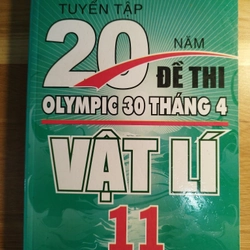 TUYỂN TẬP
20 NĂM
ĐỀ THI
OLYMPIC 30 THÁNG 4
VẬT LÍ
11